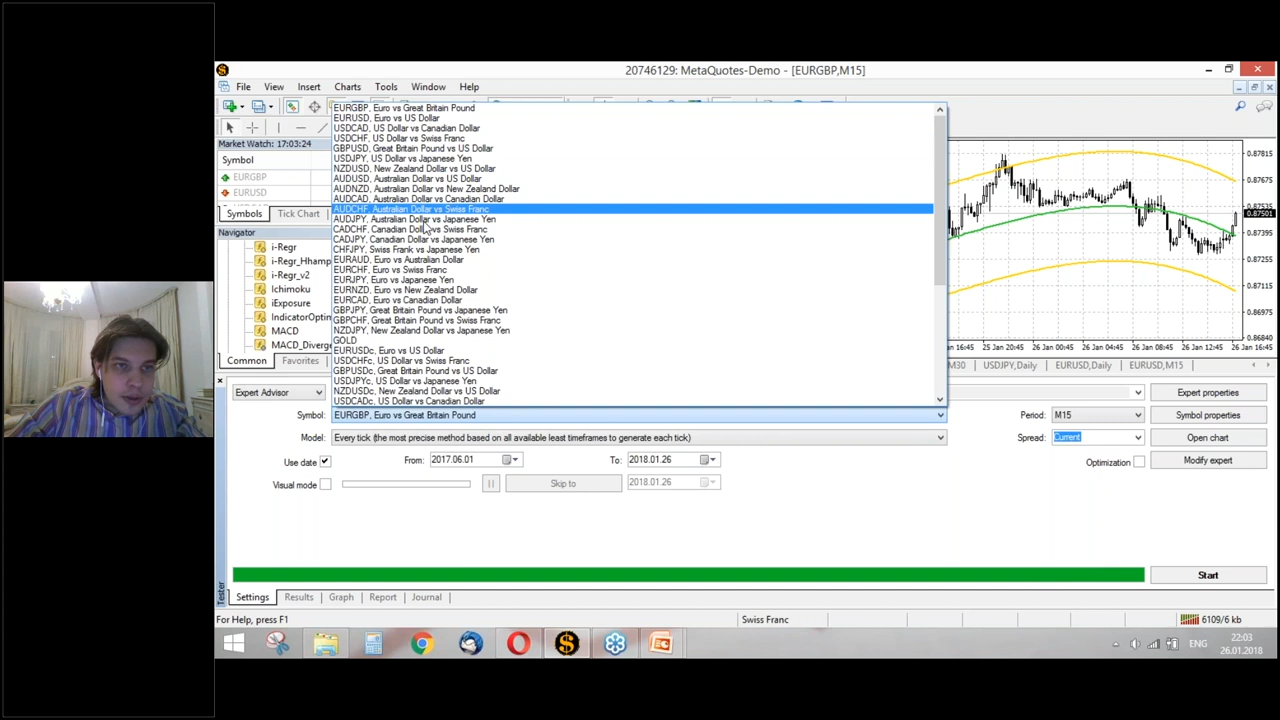 20746129: MetaQuotes-Demo - [EURGBP,M15]
File View Insert Charts Tools Window Help
Market Watch: 17:03:24
Symbol
EURGBP
EURUSD
Symbols Tick Chart
Navigator
i-Regr
i-Regr_Hhamp
i-Regr_v2
Ichimoku
iExposure
IndicatorOptim
MACD
MACD_Diverge
Common Favorites
EURGBP, Euro vs Great Britain Pound
EURUSD, Euro vs US Dollar
USDCAD, US Dollar vs Canadian Dollar
USDCHF, US Dollar vs Swiss Franc
GBPUSD, Great Britain Pound vs US Dollar
USDJPY, US Dollar vs Japanese Yen
NZDUSD, New Zealand Dollar vs US Dollar
AUDUSD, Australian Dollar vs US Dollar
AUDNZD, Australian Dollar vs New Zealand Dollar
AUDCAD, Australian Dollar vs Canadian Dollar
AUDCHF, Australian Dollar vs Swiss Franc
AUDJPY, Australian Dollar vs Japanese Yen
CADCHF, Canadian Dollar vs Swiss Franc
CADJPY, Canadian Dollar vs Japanese Yen
CHFJPY, Swiss Frank vs Japanese Yen
EURAUD, Euro vs Australian Dollar
EURCHF, Euro vs Swiss Franc
EURJPY, Euro vs Japanese Yen
EURNZD, Euro vs New Zealand Dollar
EURCAD, Euro vs Canadian Dollar
GBPJPY, Great Britain Pound vs Japanese Yen
GBPCHF, Great Britain Pound vs Swiss Franc
NZDJPY, New Zealand Dollar vs Japanese Yen
GOLD
EURUSDc, Euro vs US Dollar
USDCHFc, US Dollar vs Swiss Franc
GBPUSDc, Great Britain Pound vs US Dollar
USDJPYc, US Dollar vs Japanese Yen
NZDUSDc, New Zealand Dollar vs US Dollar
USDCADc, US Dollar vs Canadian Dollar
0.87815
0.87675
0.87535
0.87501
0.87255
0.87115
0.86975
0.86840
26 Jan 16:45 25 Jan 20:45 26 Jan 00:45 26 Jan 04:45 26 Jan 08:45 26 Jan 12:45 26 Jan 16:45
M30 USDJPY,Daily EURUSD,Daily EURUSD,M15
Expert Advisor Expert properties
Symbol: EURGBP, Euro vs Great Britain Pound Period: M15 Symbol properties
Model: Every tick (the most precise method based on all available least timeframes to generate each tick) Spread: Current Open chart
Use date From: 2017.06.01 To: 2018.01.26 Optimization Modify expert
Visual mode Skip to 2018.01.26
Start
Tester
Settings Results Graph Report Journal
For Help, press F1 Swiss Franc 6109/6 kb
ENG 22:03
26.01.2018